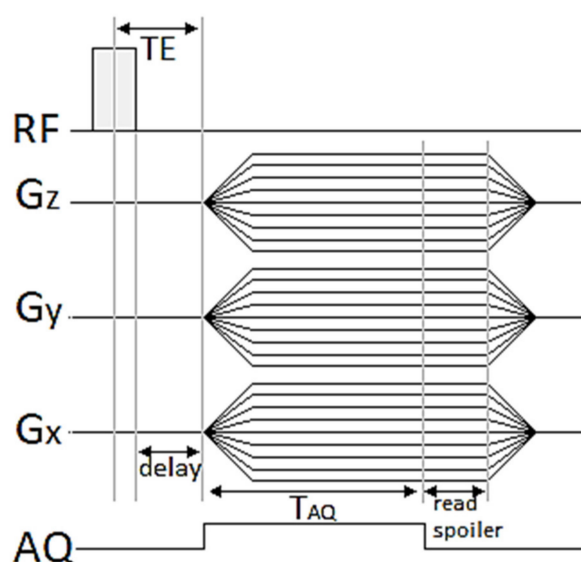 TE
RF
Gz
Gy
Gx
delay
TAQ
read
spoiler
AQ